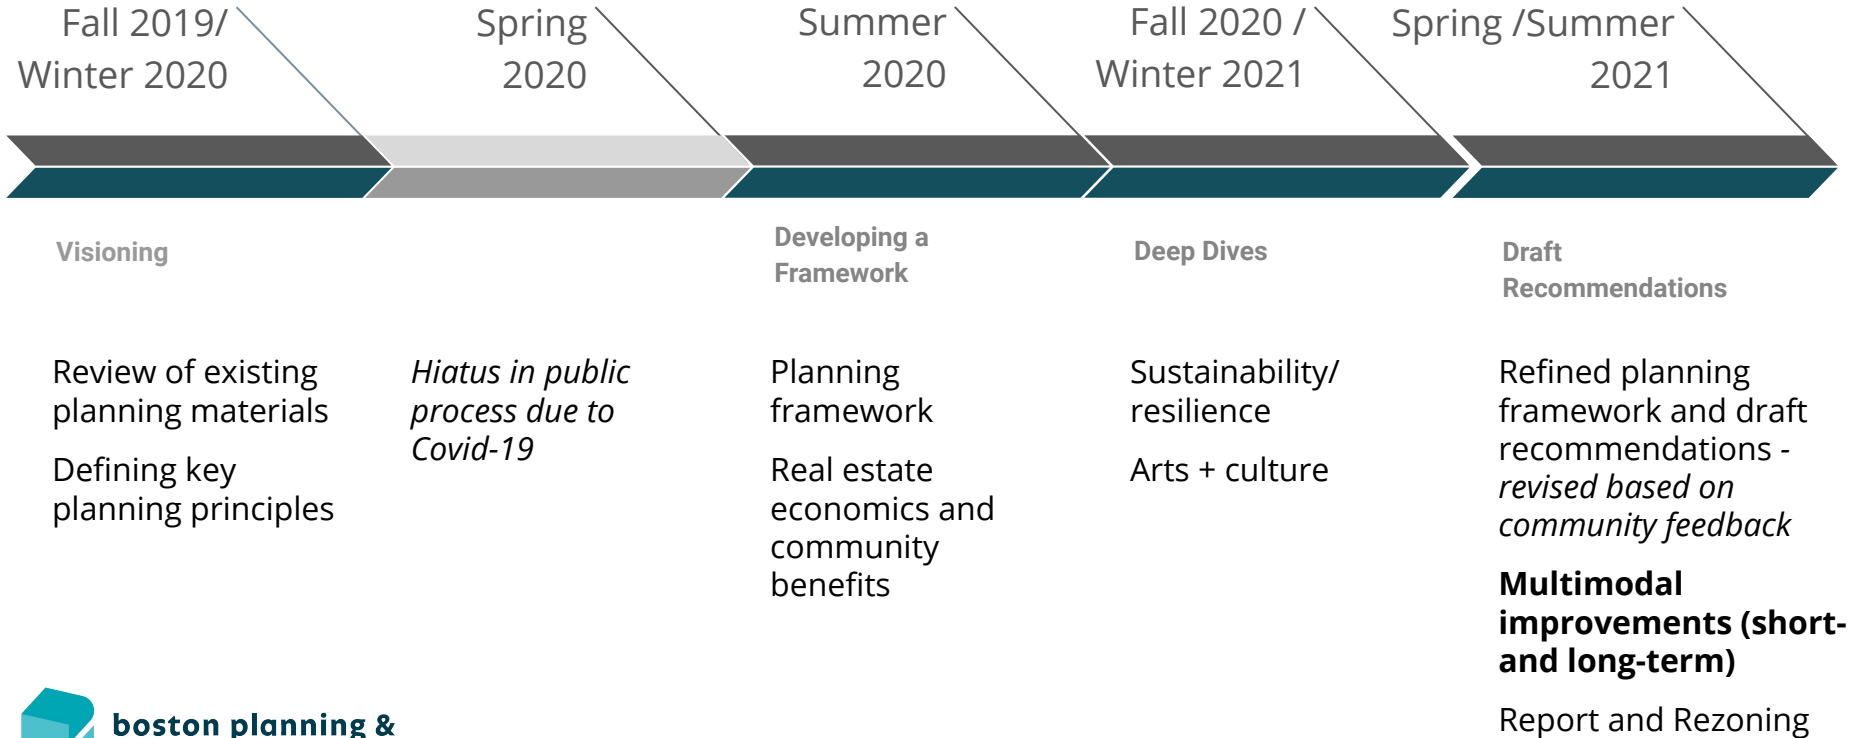 Fall 2019/
Winter 2020
Spring
2020
Summer
2020
Fall 2020 /
Winter 2021
Spring /Summer
2021
Visioning
Developing a
Framework
Deep Dives
Draft
Recommendations
Review of existing
planning materials
Defining key
planning principles
Hiatus in public
process due to
Covid-19
Planning
framework
Real estate
economics and
community
benefits
Sustainability/
resilience
Arts + culture
Refined planning
framework and draft
recommendations -
revised based on
community feedback
Multimodal
improvements (short-
and long-term)
Report and Rezoning
boston planning &